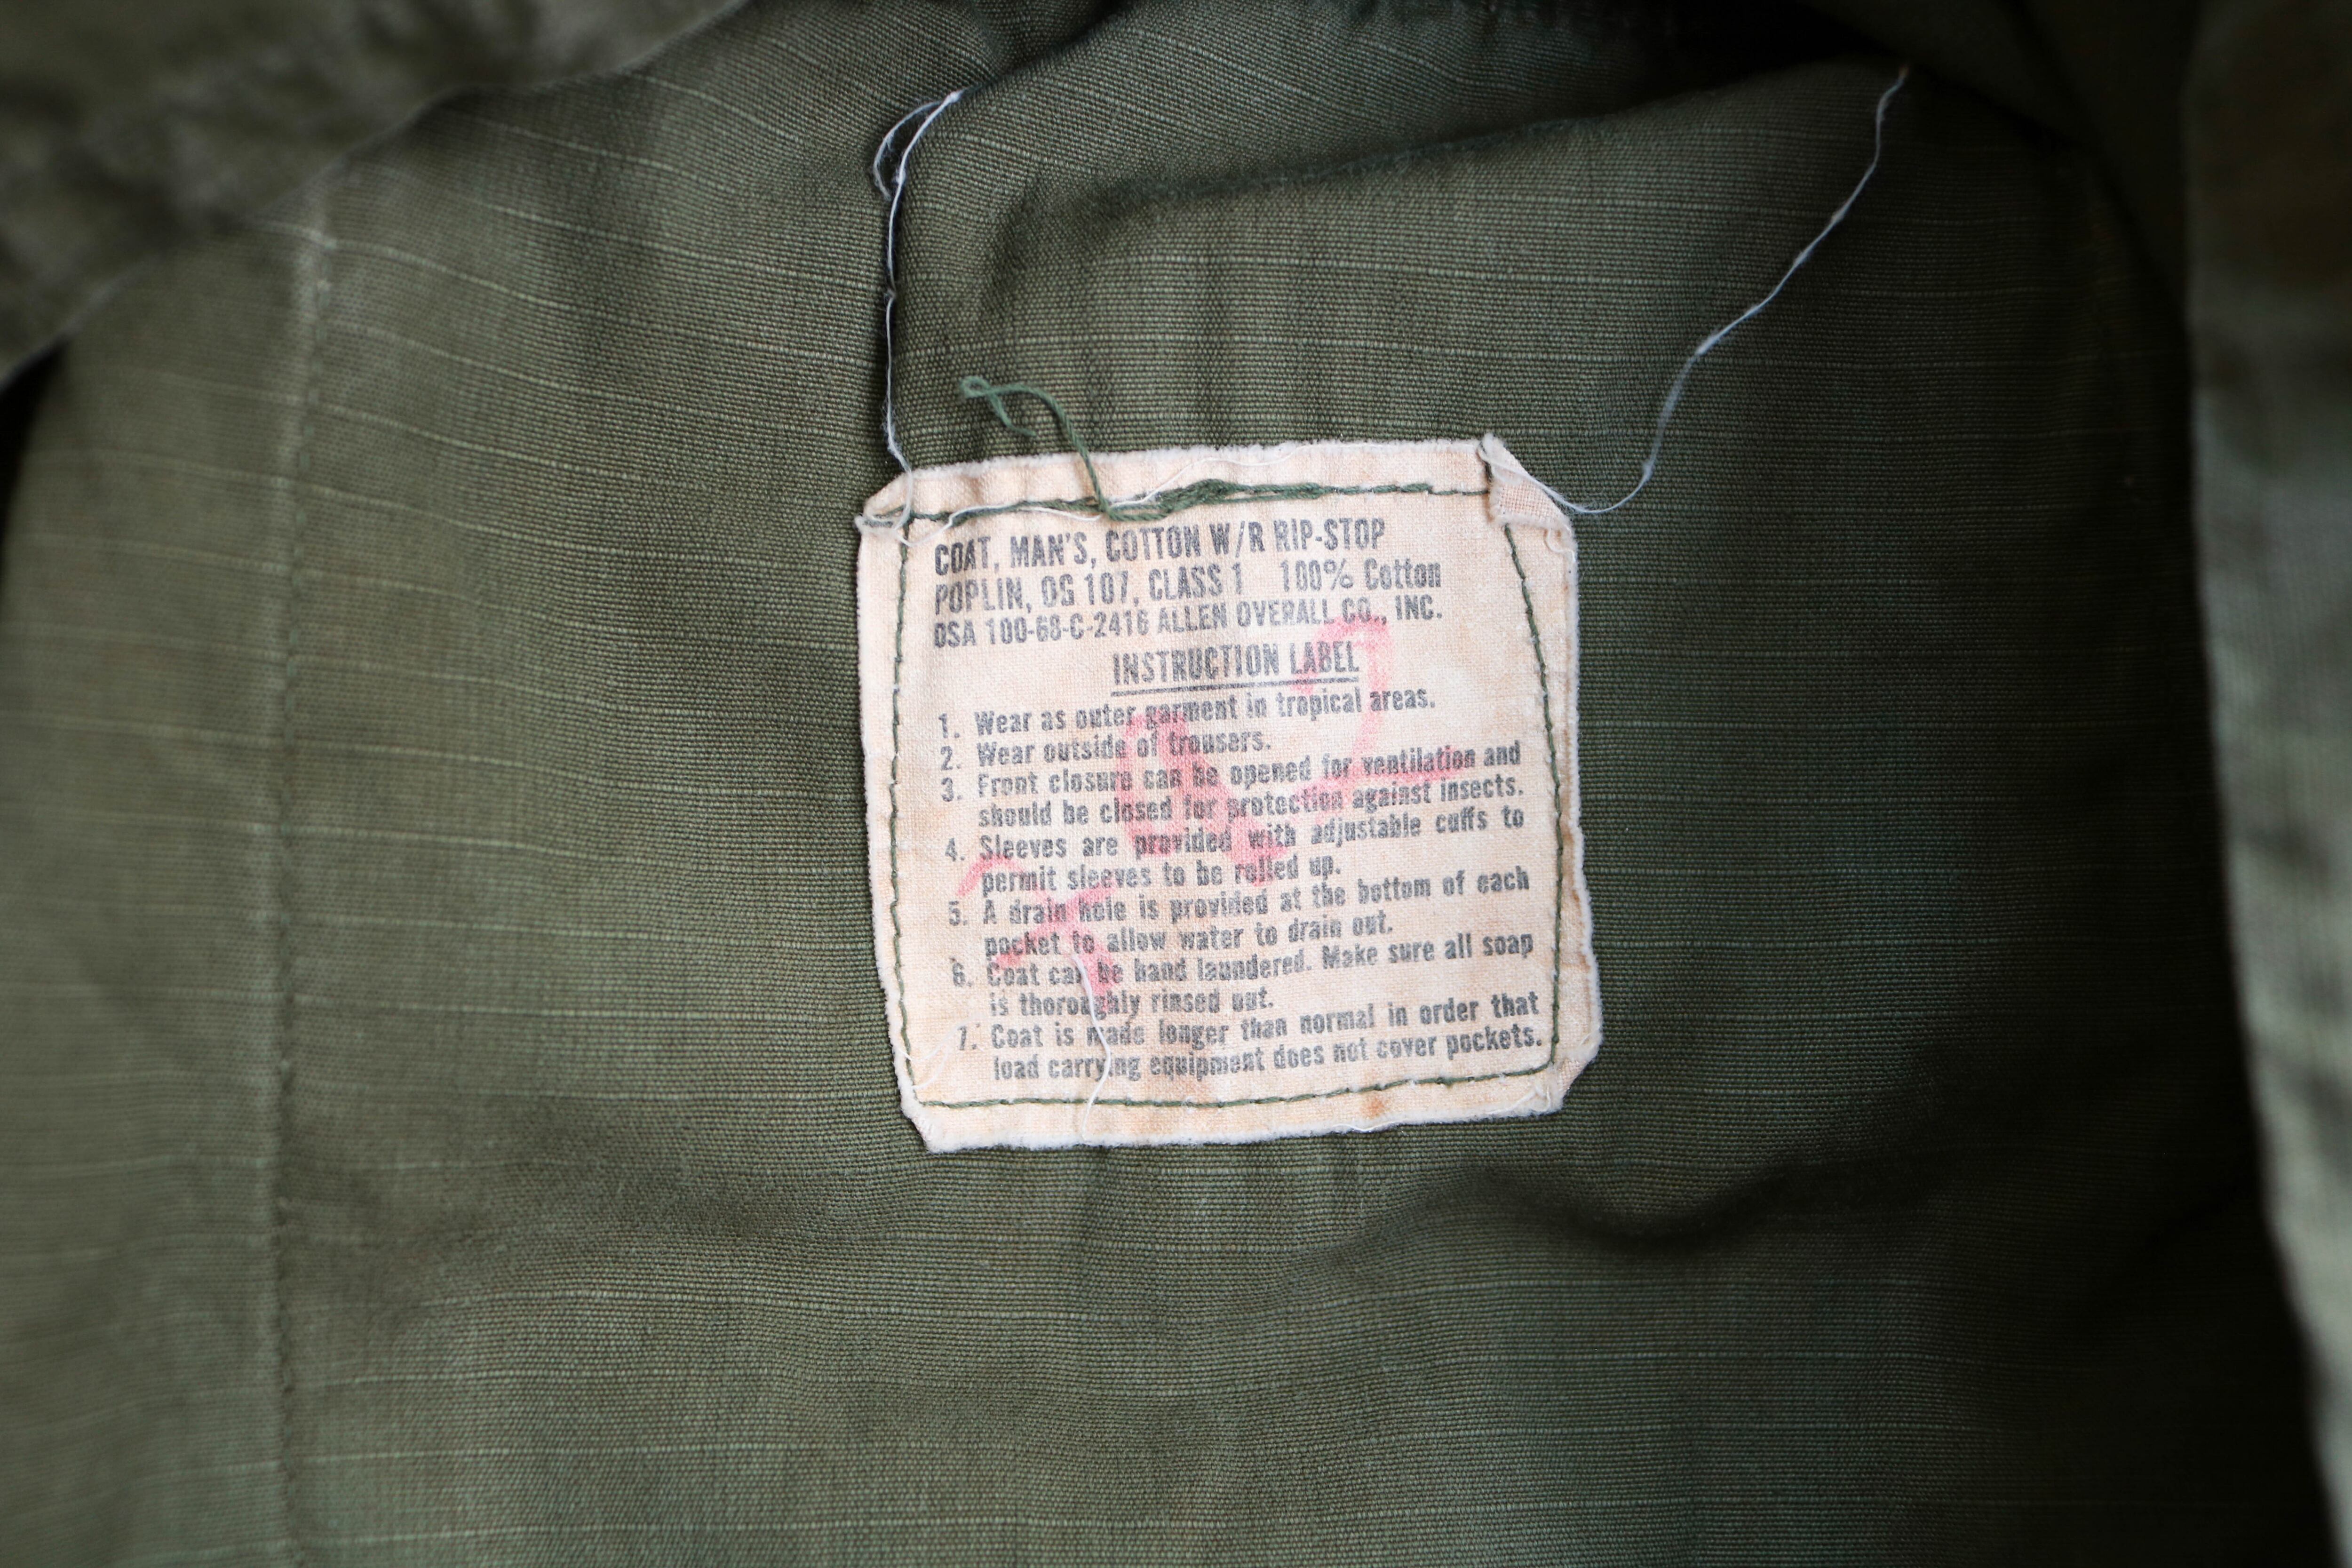 COAT, MAN'S, COTTON W/R RIP-STOP
POPLIN, OG 107, CLASS 1 100% Cotton
DSA 100-68-C-2416 ALLEN OVERALL CO., INC.
INSTRUCTION LABEL
1. Wear as outer garment in tropical areas.
2. Wear outside of trousers.
3. Front closure can be opened for ventilation and
should be closed for protection against insects.
4. Sleeves are provided with adjustable cuffs to
permit sleeves to be rolled up.
5. A drain hole is provided at the bottom of each
pocket to allow water to drain out.
6. Coat can be hand laundered. Make sure all soap
is thoroughly rinsed out.
7. Coat is made longer than normal in order that
load carrying equipment does not cover pockets.